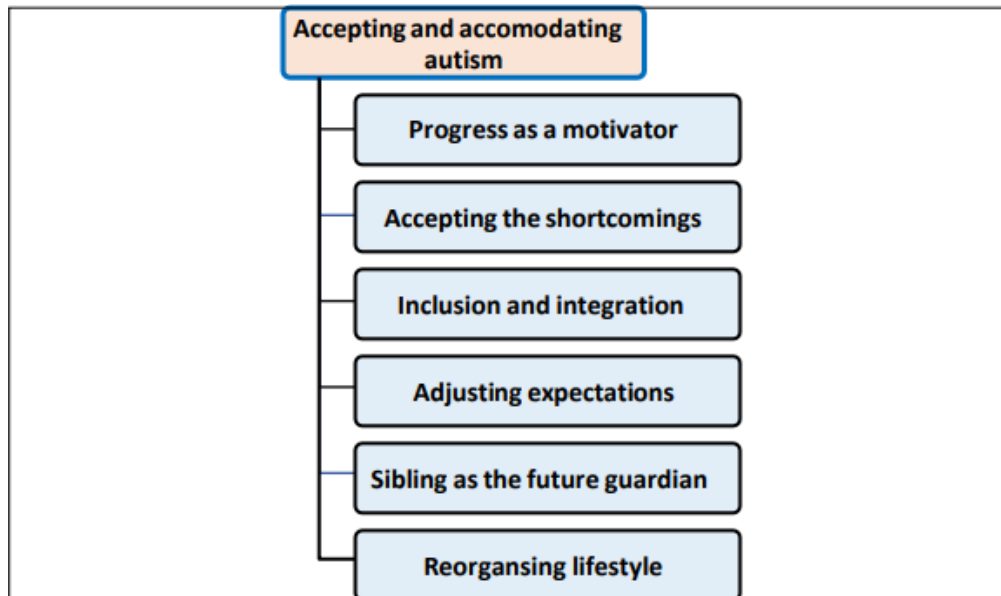 Accepting and accomodating
autism
Progress as a motivator
Accepting the shortcomings
Inclusion and integration
Adjusting expectations
Sibling as the future guardian
Reorgansing lifestyle